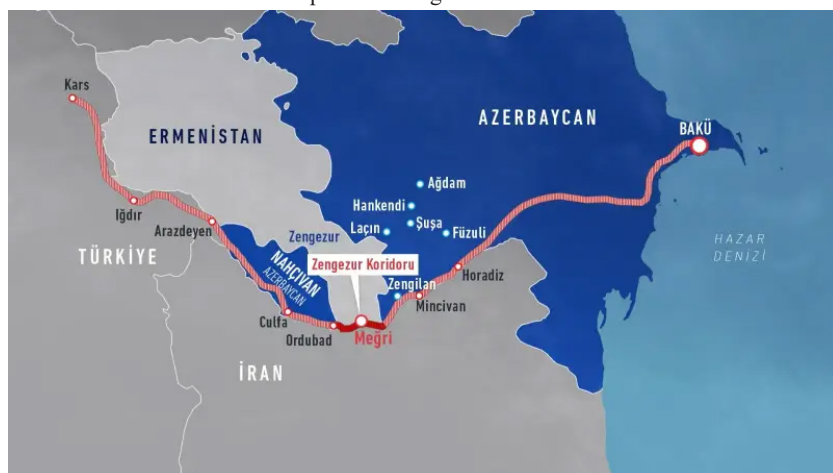 Kars
AZERBAYCAN
BAKÜ
ERMENİSTAN
Ağdam
Hankendi
Iğdır
Şuşa
Arazdeyen
Laçın
Füzuli
Zengezur
HAZAR
DENİZİ
TÜRKİYE
NAHÇIVAN
AZERBAYCAN
Zengezur Koridoru
Horadiz
Zengilan
Mincivan
Culfa
Ordubad
Meğri
İRAN